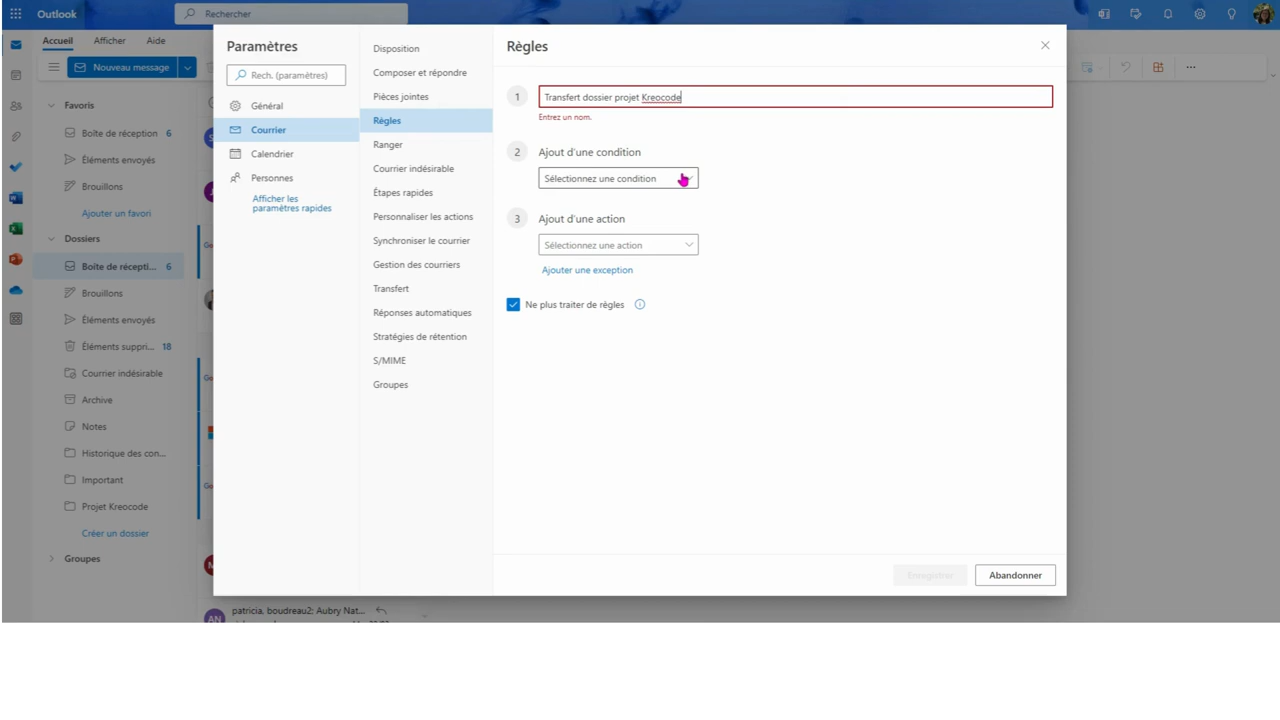 Outlook
Rechercher
Accueil
Afficher
Aide
Nouveau message
Favoris
Boîte de réception 6
Éléments envoyés
Brouillons
Ajouter un favori
Dossiers
Boîte de récepti... 6
Brouillons
Éléments envoyés
Éléments suppri... 18
Courrier indésirable
Archive
Notes
Historique des con...
Important
Projet Kreocode
Créer un dossier
Groupes
patricia, boudreau2; Aubry Nat...
AN
Paramètres
Rech. (paramètres)
Général
Courrier
Calendrier
Personnes
Afficher les
paramètres rapides
Disposition
Composer et répondre
Pièces jointes
Règles
Ranger
Courrier indésirable
Étapes rapides
Personnaliser les actions
Synchroniser le courrier
Gestion des courriers
Transfert
Réponses automatiques
Stratégies de rétention
S/MIME
Groupes
Règles
1
Transfert dossier projet Kreocode
Entrez un nom.
2
Ajout d'une condition
Sélectionnez une condition
3
Ajout d'une action
Sélectionnez une action
Ajouter une exception
Ne plus traiter de règles
Enregistrer
Abandonner